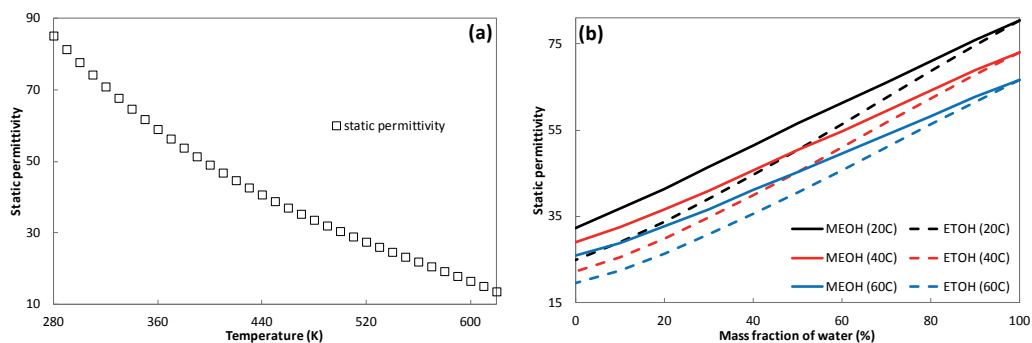 (a)
90
70
50
30
10
280
360
440
520
600
Static permittivity
Temperature (K)
static permittivity
(b)
75
55
35
15
0
20
40
60
80
100
Static permittivity
Mass fraction of water (%)
MEOH (20C)
ETOH (20C)
MEOH (40C)
ETOH (40C)
MEOH (60C)
ETOH (60C)